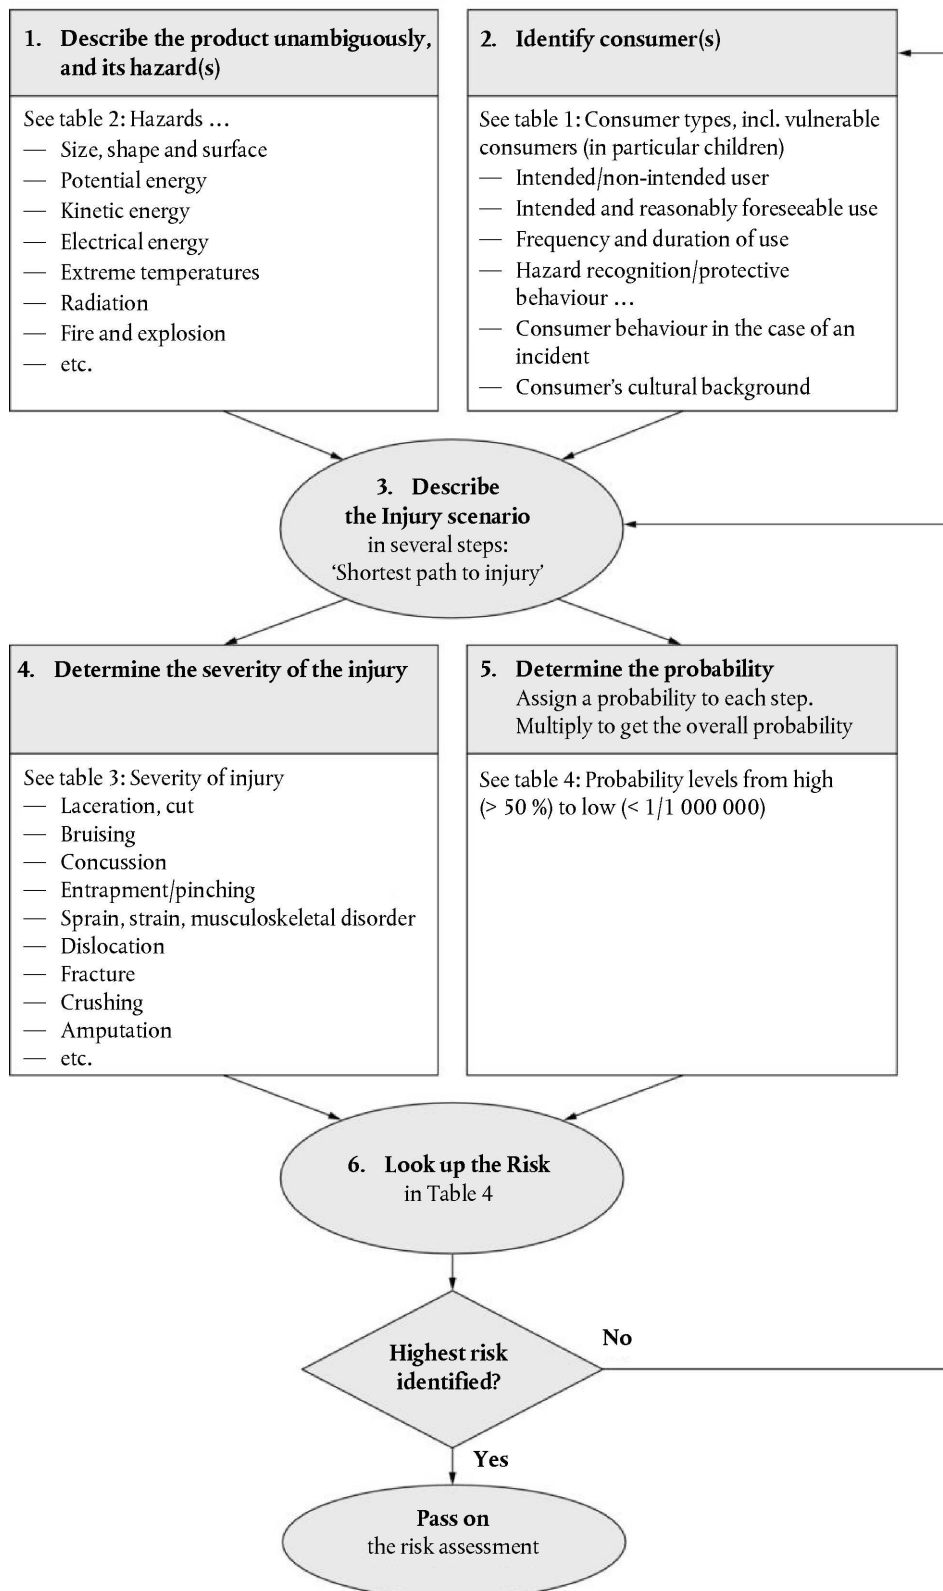 1. Describe the product unambiguously,
and its hazard(s)
See table 2: Hazards …
— Size, shape and surface
— Potential energy
— Kinetic energy
— Electrical energy
— Extreme temperatures
— Radiation
— Fire and explosion
— etc.
2. Identify consumer(s)
See table 1: Consumer types, incl. vulnerable
consumers (in particular children)
— Intended/non-intended user
— Intended and reasonably foreseeable use
— Frequency and duration of use
— Hazard recognition/protective
behaviour …
— Consumer behaviour in the case of an
incident
— Consumer’s cultural background
3. Describe
the Injury scenario
in several steps:
‘Shortest path to injury’
4. Determine the severity of the injury
See table 3: Severity of injury
— Laceration, cut
— Bruising
— Concussion
— Entrapment/pinching
— Sprain, strain, musculoskeletal disorder
— Dislocation
— Fracture
— Crushing
— Amputation
— etc.
5. Determine the probability
Assign a probability to each step.
Multiply to get the overall probability
See table 4: Probability levels from high
(> 50 %) to low (< 1/1 000 000)
6. Look up the Risk
in Table 4
Highest risk
identified?
No
Yes
Pass on
the risk assessment